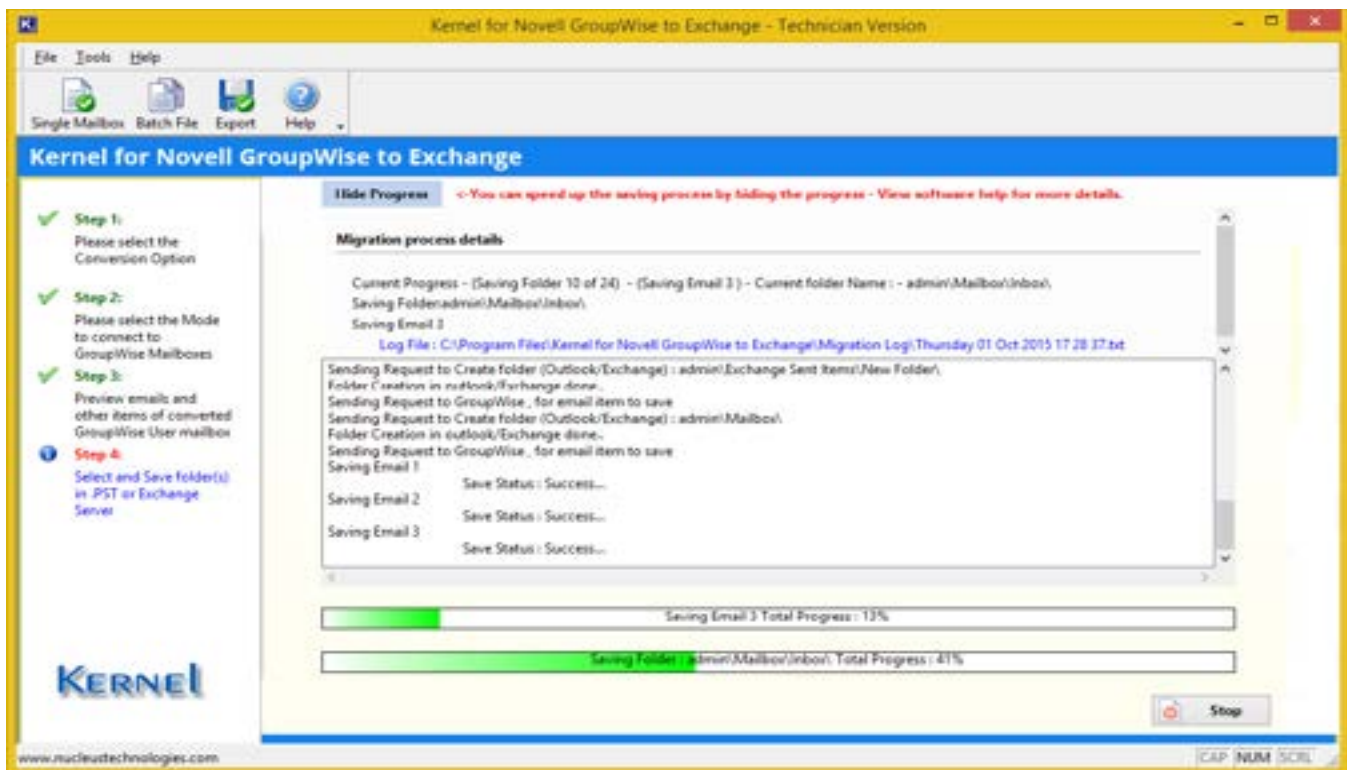 Kernel for Novell GroupWise to Exchange - Technician Version
File Tools Help
Single Mailbox Batch File Export Help
Kernel for Novell GroupWise to Exchange
Hide Progress <-You can speed up the saving process by hiding the progress - View software help for more details.
Step 1:
Please select the
Conversion Option
Step 2:
Please select the Mode
to connect to
GroupWise Mailboxes
Step 3:
Preview emails and
other items of converted
GroupWise User mailbox
Step 4:
Select and Save folder(s)
in .PST or Exchange
Server
Migration process details
Current Progress - (Saving Folder 10 of 24) - (Saving Email 3 ) - Current folder Name : - admin\Mailbox\Inbox\
Saving Folder:admin\Mailbox\Inbox\
Saving Email 3
Log File : C:\Program Files\Kernel for Novell GroupWise to Exchange\Migration Log\Thursday 01 Oct 2015 17 28 37.txt
Sending Request to Create folder (Outlook/Exchange) : admin\Exchange Sent Items\New Folder\
Folder Creation in outlook/Exchange done..
Sending Request to GroupWise , for email item to save
Sending Request to Create folder (Outlook/Exchange) : admin\Mailbox\
Folder Creation in outlook/Exchange done..
Sending Request to GroupWise , for email item to save
Saving Email 1
Save Status : Success...
Saving Email 2
Save Status : Success...
Saving Email 3
Save Status : Success...
Saving Email 3 Total Progress : 13%
Saving Folder : admin\Mailbox\Inbox\ Total Progress : 41%
KERNEL
Stop
www.nucleustechnologies.com
CAP NUM SCRL